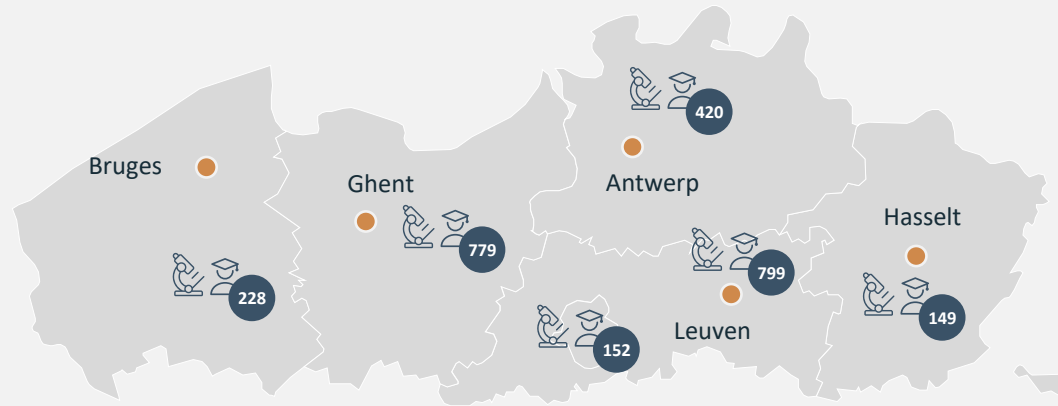 420
Bruges
Ghent
Antwerp
Hasselt
779
799
228
149
Leuven
152